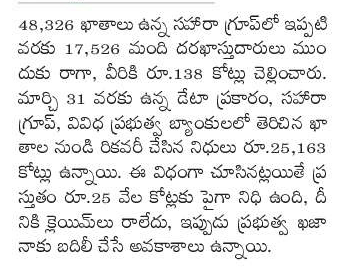 48,326 ఖాతాలు ఉన్న సహారా గ్రూప్‌లో ఇప్పటి
వరకు 17,526 మంది దరఖాస్తుదారులు ముం
దుకు రాగా, వీరికి రూ.138 కోట్లు చెల్లించారు.
మార్చి 31 వరకు ఉన్న డేటా ప్రకారం, సహారా
గ్రూప్, వివిధ ప్రభుత్వ బ్యాంకులలో తెరిచిన ఖా
తాల నుండి రికవరీ చేసిన నిధులు రూ.25,163
కోట్లు ఉన్నాయి. ఈ విధంగా చూసినట్లయితే ప్ర
స్తుతం రూ.25 వేల కోట్లకు పైగా నిధి ఉంది, దీ
నికి క్లెయిమ్‌లు రాలేదు, ఇప్పుడు ప్రభుత్వ ఖజా
నాకు బదిలీ చేసే అవకాశాలు ఉన్నాయి.